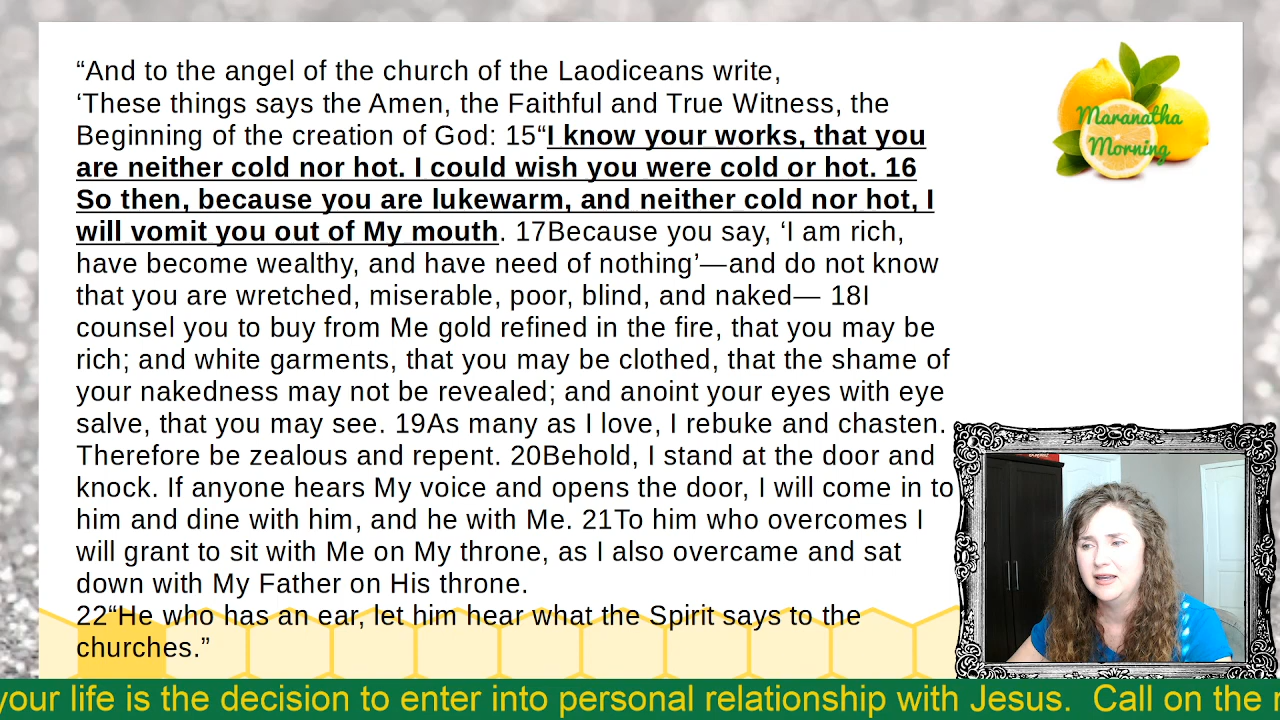 “And to the angel of the church of the Laodiceans write,
‘These things says the Amen, the Faithful and True Witness, the
Beginning of the creation of God: 15“I know your works, that you
are neither cold nor hot. I could wish you were cold or hot. 16
So then, because you are lukewarm, and neither cold nor hot, I
will vomit you out of My mouth. 17Because you say, ‘I am rich,
have become wealthy, and have need of nothing’—and do not know
that you are wretched, miserable, poor, blind, and naked— 18I
counsel you to buy from Me gold refined in the fire, that you may be
rich; and white garments, that you may be clothed, that the shame of
your nakedness may not be revealed; and anoint your eyes with eye
salve, that you may see. 19As many as I love, I rebuke and chasten.
Therefore be zealous and repent. 20Behold, I stand at the door and
knock. If anyone hears My voice and opens the door, I will come in to
him and dine with him, and he with Me. 21To him who overcomes I
will grant to sit with Me on My throne, as I also overcame and sat
down with My Father on His throne.
22“He who has an ear, let him hear what the Spirit says to the
churches.”
Maranatha
Morning
your life is the decision to enter into personal relationship with Jesus. Call on the